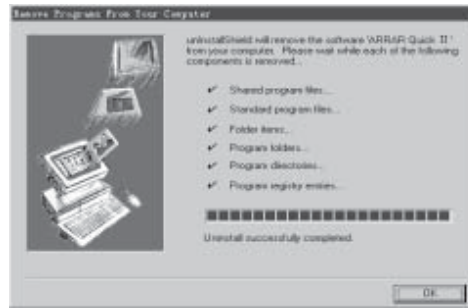 Remove Programs From Your Computer
uninstallShield will remove the software 'ARRAR Quick II'
from your computer. Please wait while each of the following
components is removed...
✔ Shared program files...
✔ Standard program files...
✔ Folder items...
✔ Program folders...
✔ Program directories...
✔ Program registry entries...
Uninstall successfully completed.
OK